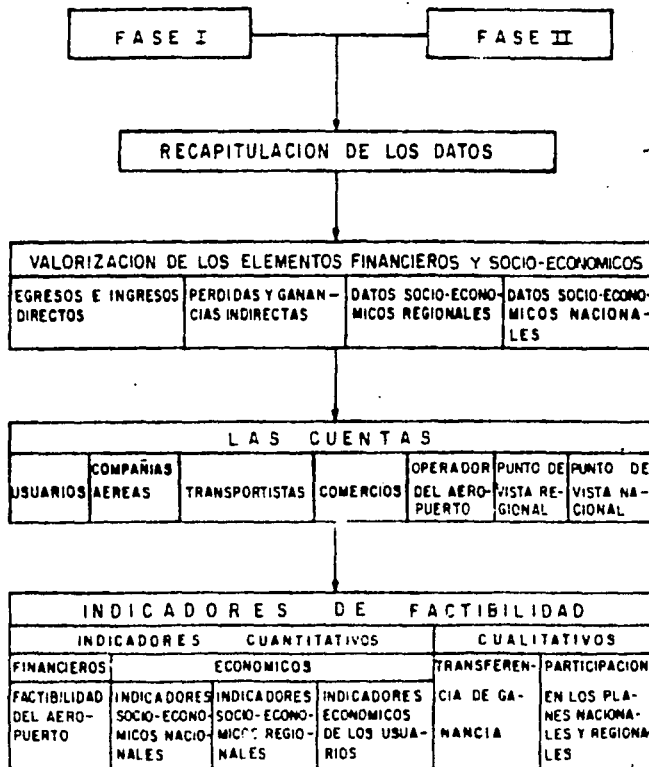 FASE I
FASE II
RECAPITULACION DE LOS DATOS
VALORIZACION DE LOS ELEMENTOS FINANCIEROS Y SOCIO-ECONOMICOS
EGRESOS E INGRESOS
DIRECTOS
PERDIDAS Y GANAN-
CIAS INDIRECTAS
DATOS SOCIO-ECONO-
MICOS REGIONALES
DATOS SOCIO-ECONO-
MICOS NACIONA-
LES
LAS CUENTAS
USUARIOS
COMPAÑIAS
AEREAS
TRANSPORTISTAS
COMERCIOS
OPERADOR
DEL AERO-
PUERTO
PUNTO DE
VISTA RE-
GIONAL
PUNTO DE
VISTA NA-
CIONAL
INDICADORES DE FACTIBILIDAD
INDICADORES CUANTITATIVOS
CUALITATIVOS
FINANCIEROS
ECONOMICOS
TRANSFEREN-
CIA DE GA-
NANCIA
PARTICIPACION
EN LOS PLA-
NES NACIONA-
LES Y REGIONA-
LES
FACTIBILIDAD
DEL AERO-
PUERTO
INDICADORES
SOCIO-ECONO-
MICOS NACIO-
NALES
INDICADORES
SOCIO-ECONO-
MICOS REGIO-
NALES
INDICADORES
ECONOMICOS
DE LOS USUA-
RIOS